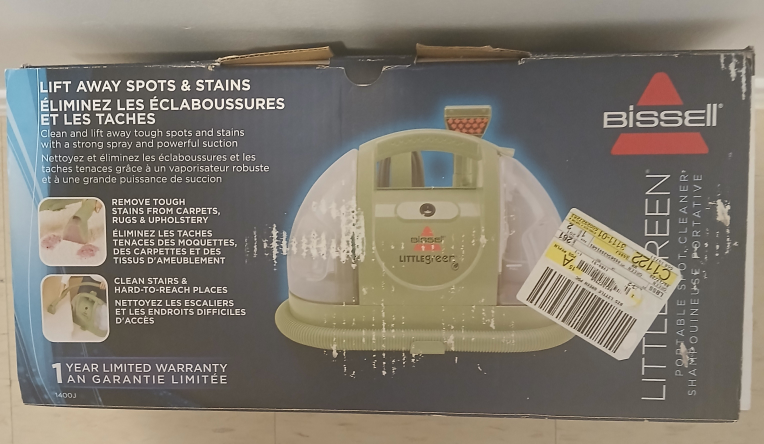 LIFT AWAY SPOTS & STAINS
ÉLIMINEZ LES ÉCLABOUSSURES
ET LES TACHES
Clean and lift away tough spots and stains
with a strong spray and powerful suction
Nettoyez et éliminez les éclaboussures et les
taches tenaces grâce à un vaporisateur robuste
et à une grande puissance de succion
REMOVE TOUGH
STAINS FROM CARPETS,
RUGS & UPHOLSTERY
ÉLIMINEZ LES TACHES
TENACES DES MOQUETTES,
DES CARPETTES ET DES
TISSUS D'AMEUBLEMENT
CLEAN STAIRS &
HARD-TO-REACH PLACES
NETTOYEZ LES ESCALIERS
ET LES ENDROITS DIFFICILES
D'ACCÈS
1 YEAR LIMITED WARRANTY
AN GARANTIE LIMITÉE
1400J
BISSELL
LITTLEgreen
BISSELL®
LITTLE GREEN™
PORTABLE SPOT CLEANER
SHAMPOUINEUSE PORTATIVE
C1122